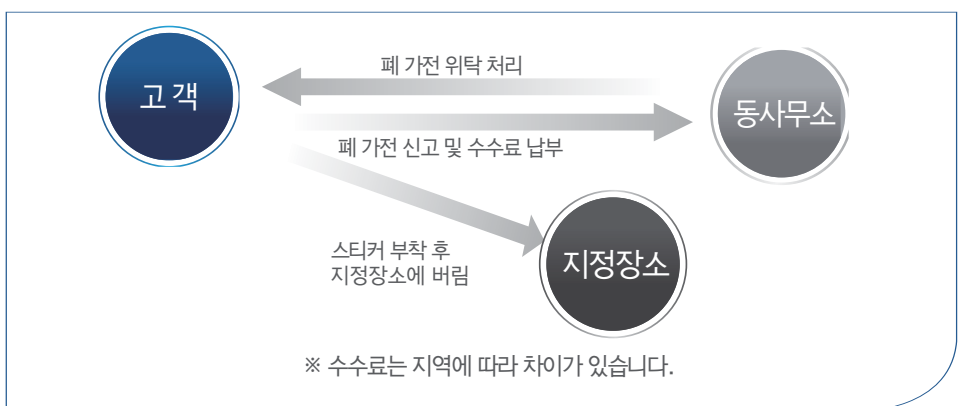 폐 가전 위탁 처리
고객
동사무소
폐 가전 신고 및 수수료 납부
스티커 부착 후
지정장소에 버림
지정장소
※ 수수료는 지역에 따라 차이가 있습니다.